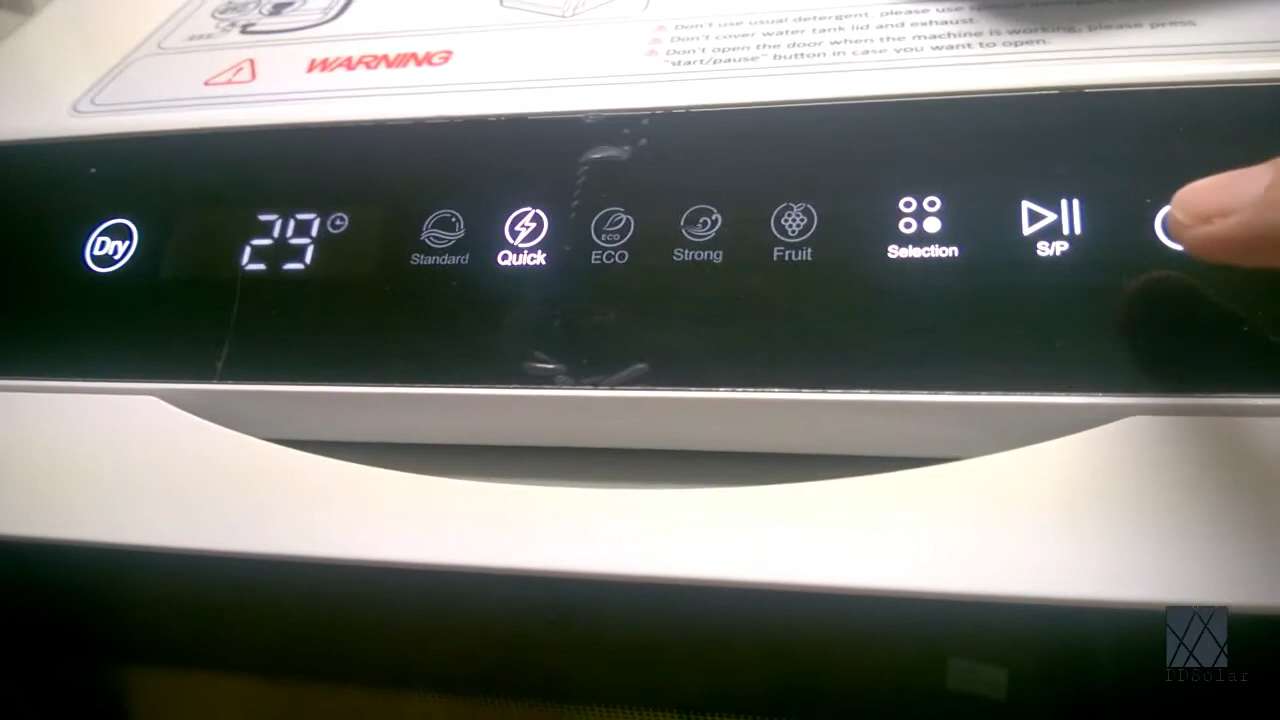 Don't use usual detergent, please use
Don't cover water tank lid and exhaust.
Don't open the door when the machine is working, please press
"start/pause" button in case you want to open.
WARNING
Dry
29
Standard
Quick
ECO
ECO
Strong
Fruit
Selection
S/P